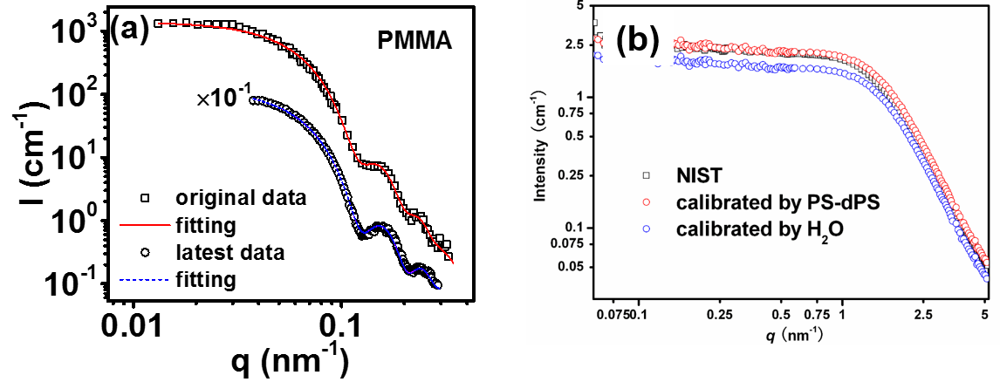 (a)
PMMA
×10⁻¹
original data
fitting
latest data
fitting
I (cm⁻¹)
10³
10²
10¹
10⁰
10⁻¹
0.01 0.1
q (nm⁻¹)
(b)
NIST
calibrated by PS-dPS
calibrated by H₂O
Intensity (cm⁻¹)
5
2.5
1
0.75
0.5
0.25
0.1
0.075
0.05
0.075 0.1 0.25 0.5 0.75 1 2.5 5
q (nm⁻¹)